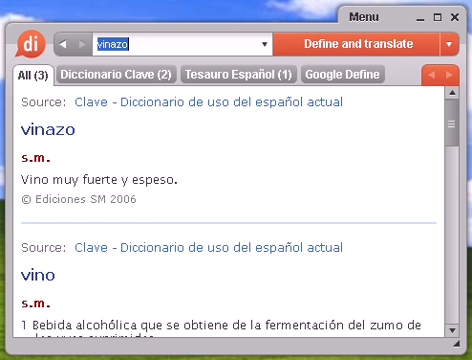 Menu
di
vinazo
Define and translate
All (3)
Diccionario Clave (2)
Tesauro Español (1)
Google Define
Source: Clave - Diccionario de uso del español actual
vinazo
s.m.
Vino muy fuerte y espeso.
© Ediciones SM 2006
Source: Clave - Diccionario de uso del español actual
vino
s.m.
1 Bebida alcohólica que se obtiene de la fermentación del zumo de